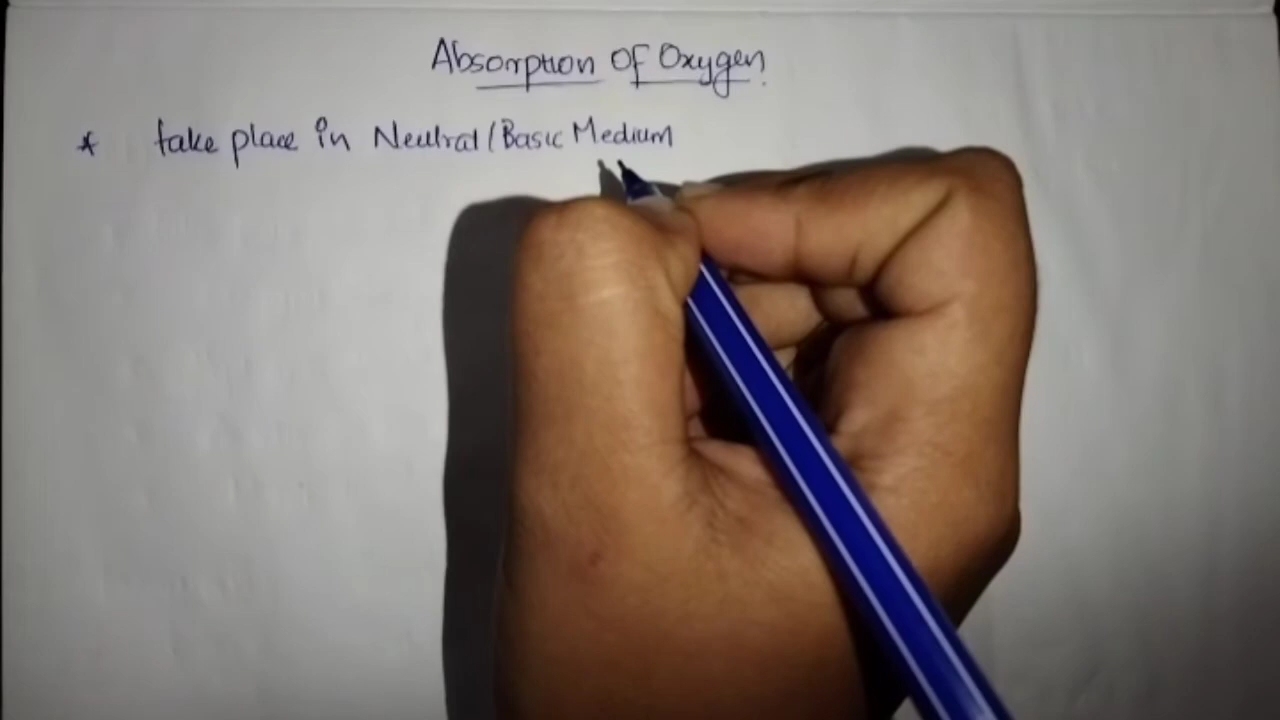 Absorption Of Oxygen
* take place in Neutral/Basic Medium